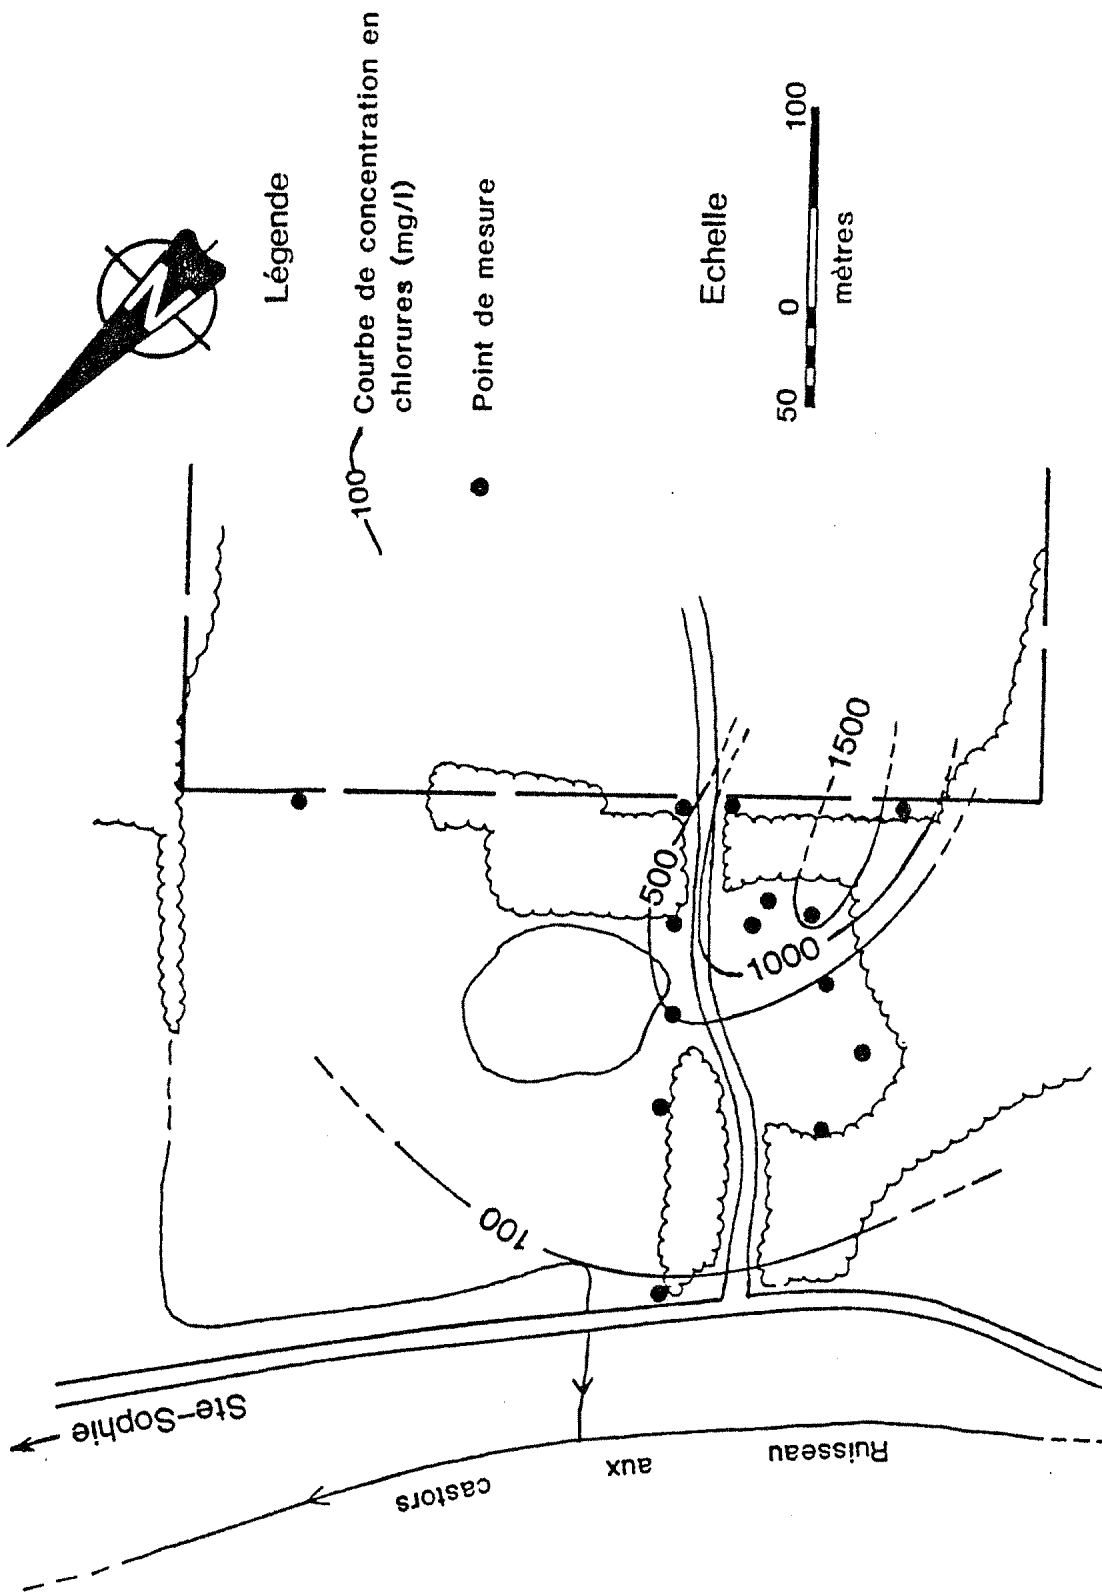 N
Légende
100 Courbe de concentration en
chlorures (mg/l)
Point de mesure
Echelle
50 0 100
mètres
1500
500
1000
100
Ste-Sophie
Ruisseau aux castors